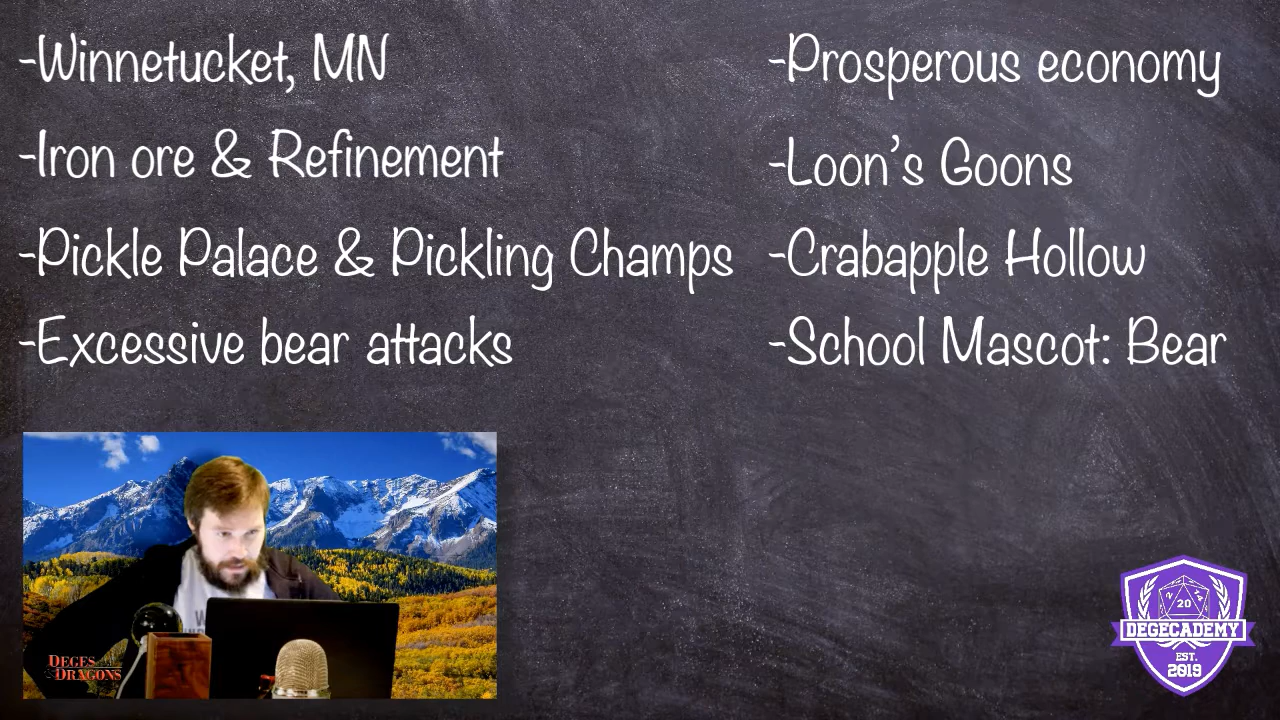 -Winnetucket, MN
-Iron ore & Refinement
-Pickle Palace & Pickling Champs
-Excessive bear attacks
-Prosperous economy
-Loon's Goons
-Crabapple Hollow
-School Mascot: Bear
DEGES
DRAGONS
20
DEGECADEMY
EST.
2019